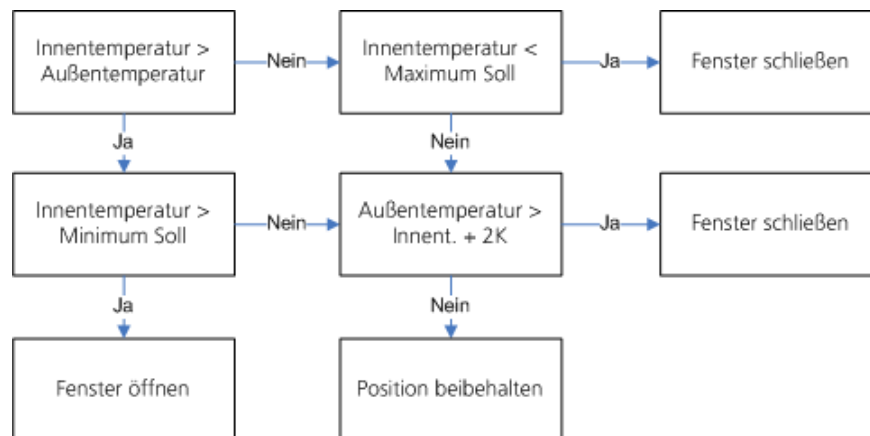 Innentemperatur >
Außentemperatur
Nein
Innentemperatur <
Maximum Soll
Ja
Fenster schließen
Ja
Nein
Innentemperatur >
Minimum Soll
Nein
Außentemperatur >
Innent. + 2K
Ja
Fenster schließen
Ja
Nein
Fenster öffnen
Position beibehalten